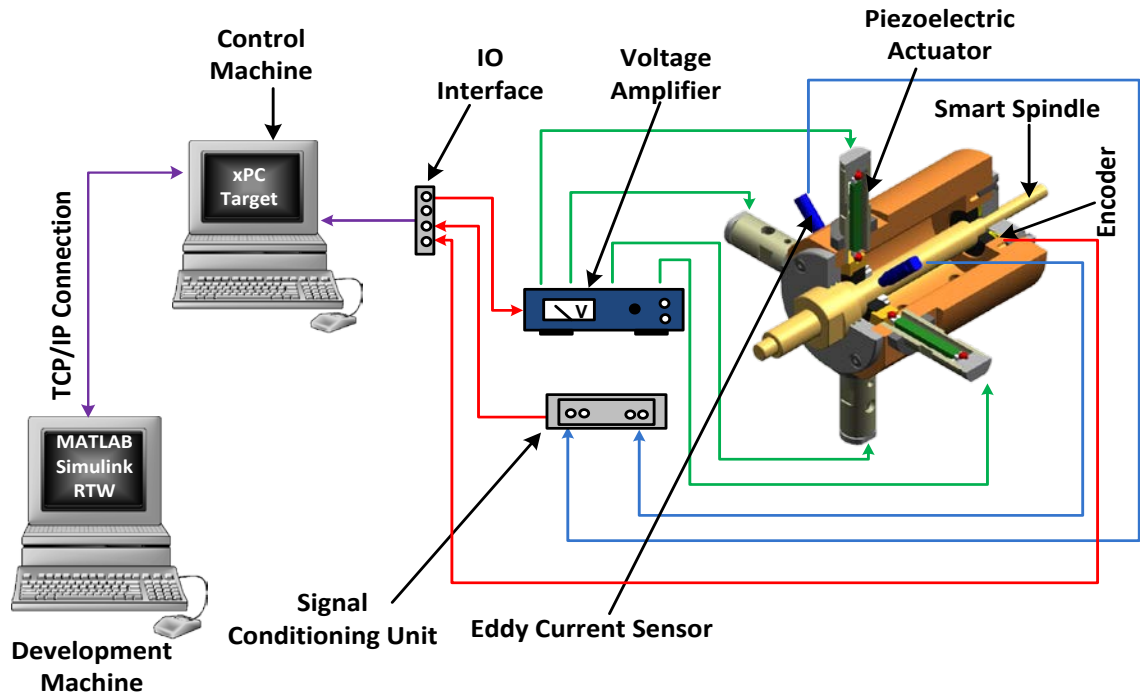 Control
Machine
IO
Interface
Voltage
Amplifier
Piezoelectric
Actuator
Smart Spindle
Encoder
xPC
Target
TCP/IP Connection
V
MATLAB
Simulink
RTW
Signal
Conditioning Unit
Eddy Current Sensor
Development
Machine